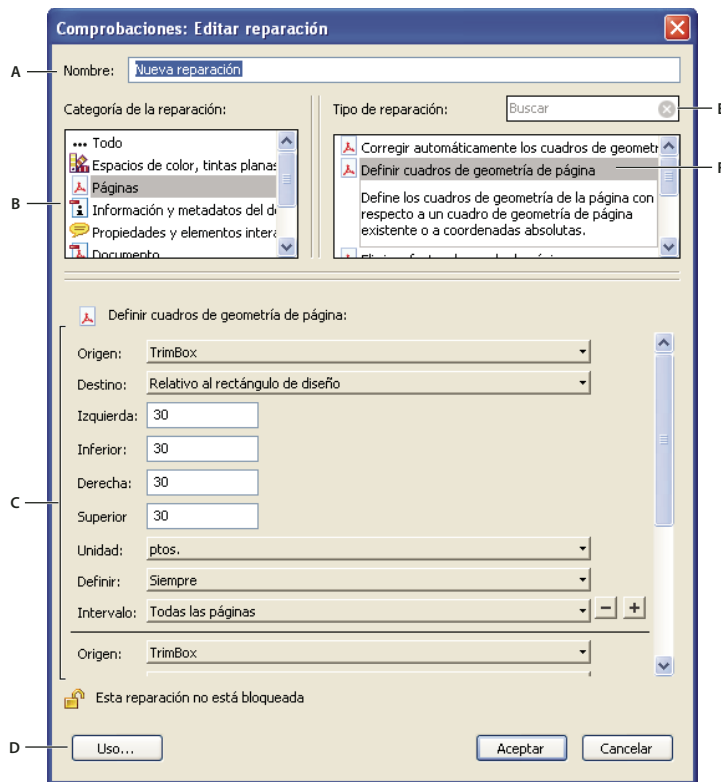 Comprobaciones: Editar reparación
A
Nombre:
Nueva reparación
Categoría de la reparación:
Tipo de reparación:
Buscar
E
... Todo
Espacios de color, tintas planas
Páginas
B
Información y metadatos del d
Propiedades y elementos intera
Documento
Corregir automáticamente los cuadros de geometr
Definir cuadros de geometría de página
F
Define los cuadros de geometría de la página con
respecto a un cuadro de geometría de página
existente o a coordenadas absolutas.
Definir cuadros de geometría de página:
Origen: TrimBox
Destino: Relativo al rectángulo de diseño
Izquierda: 30
Inferior: 30
Derecha: 30
C
Superior 30
Unidad: ptos.
Definir: Siempre
Intervalo: Todas las páginas
Origen: TrimBox
Esta reparación no está bloqueada
D
Uso...
Aceptar
Cancelar